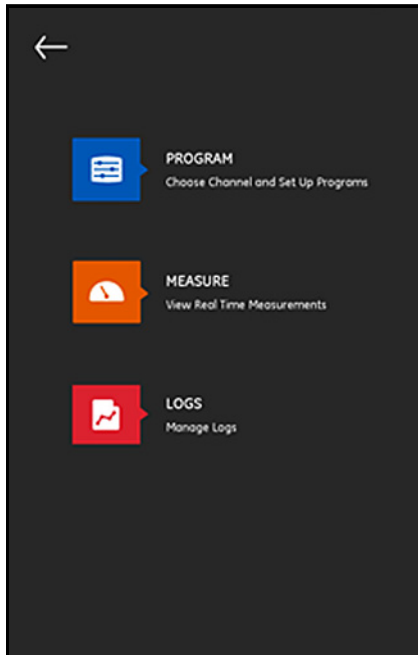 PROGRAM
Choose Channel and Set Up Programs
MEASURE
View Real Time Measurements
LOGS
Manage Logs